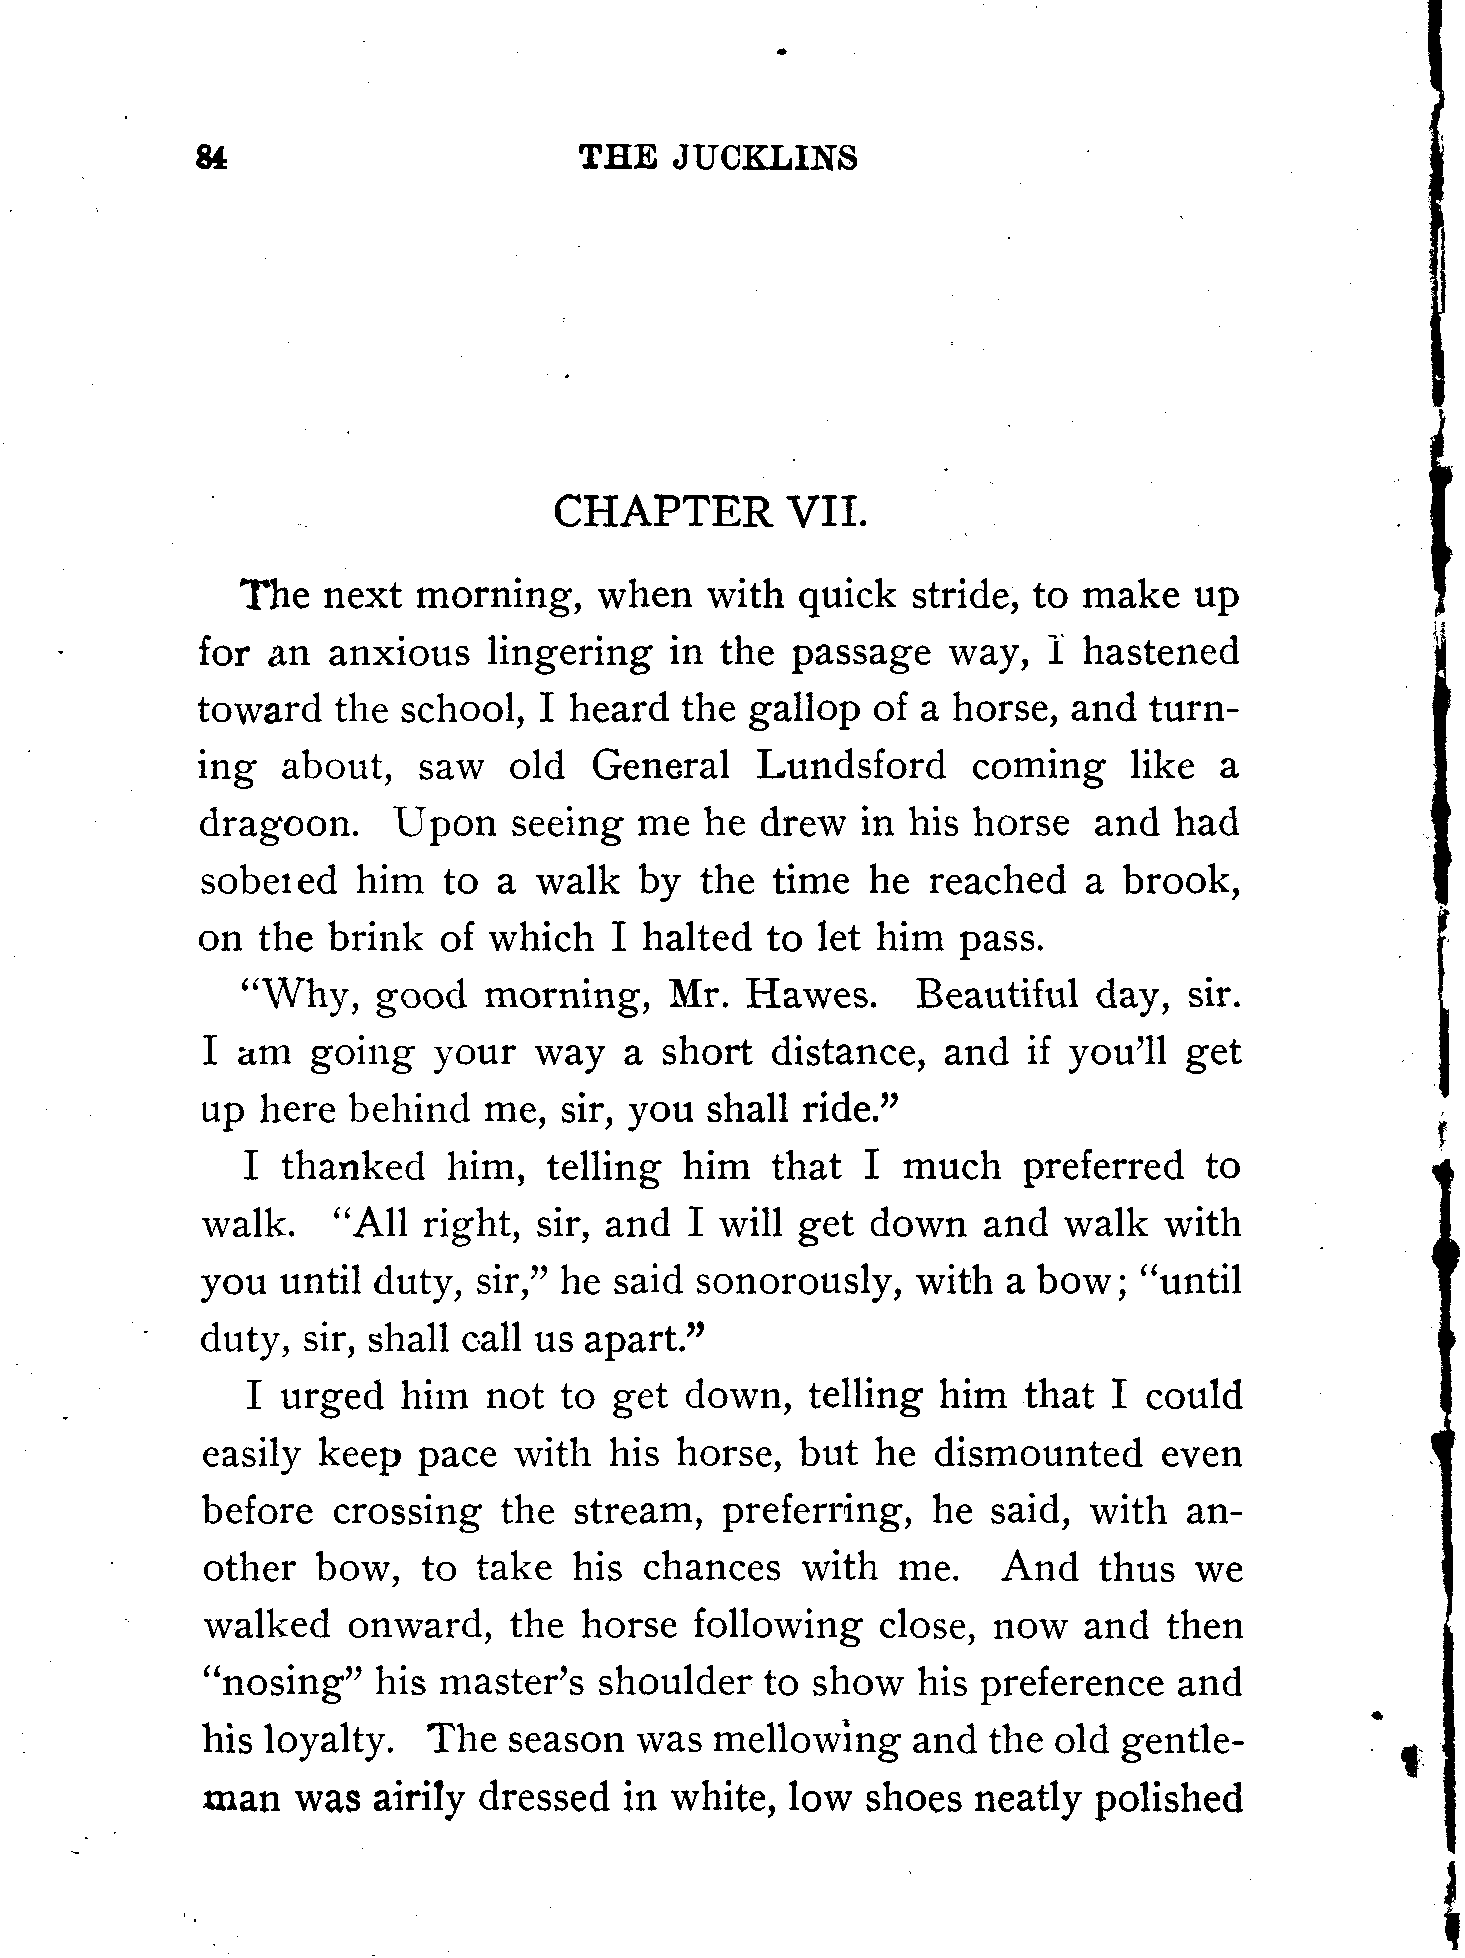 84 THE JUCKLINS
CHAPTER VII.
The next morning, when with quick stride, to make up
for an anxious lingering in the passage way, I hastened
toward the school, I heard the gallop of a horse, and turn-
ing about, saw old General Lundsford coming like a
dragoon. Upon seeing me he drew in his horse and had
sobered him to a walk by the time he reached a brook,
on the brink of which I halted to let him pass.
"Why, good morning, Mr. Hawes. Beautiful day, sir.
I am going your way a short distance, and if you'll get
up here behind me, sir, you shall ride."
I thanked him, telling him that I much preferred to
walk. "All right, sir, and I will get down and walk with
you until duty, sir," he said sonorously, with a bow; "until
duty, sir, shall call us apart."
I urged him not to get down, telling him that I could
easily keep pace with his horse, but he dismounted even
before crossing the stream, preferring, he said, with an-
other bow, to take his chances with me. And thus we
walked onward, the horse following close, now and then
"nosing" his master's shoulder to show his preference and
his loyalty. The season was mellowing and the old gentle-
man was airily dressed in white, low shoes neatly polished